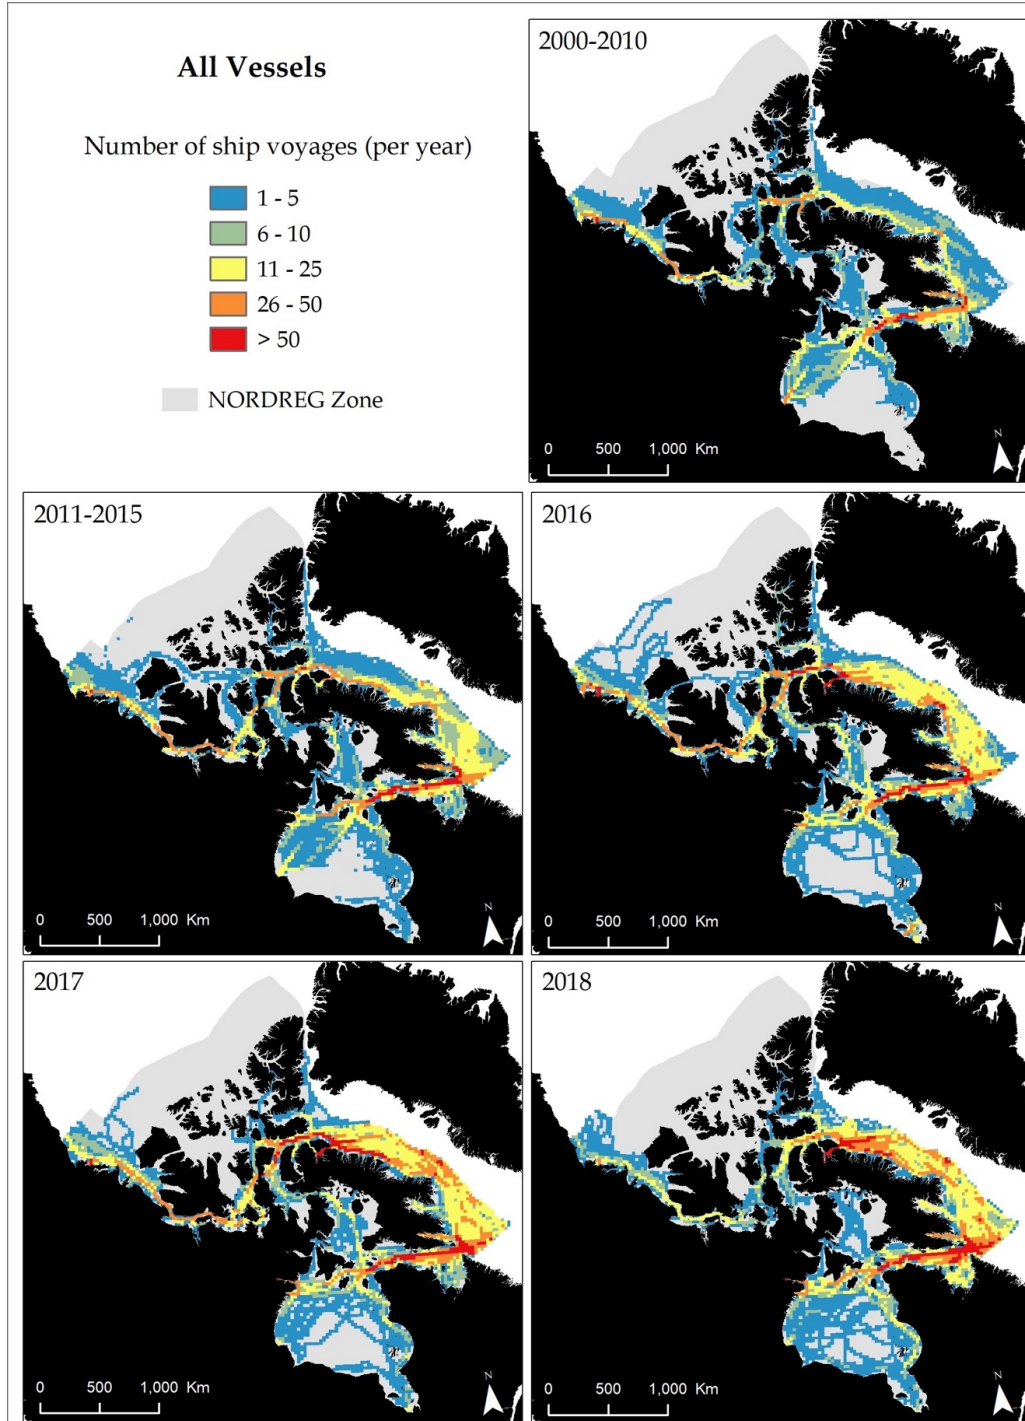 All Vessels
Number of ship voyages (per year)
1 - 5
6 - 10
11 - 25
26 - 50
> 50
NORDREG Zone
2000-2010
0 500 1,000 Km
N
2011-2015
0 500 1,000 Km
N
2016
0 500 1,000 Km
N
2017
0 500 1,000 Km
N
2018
0 500 1,000 Km
N